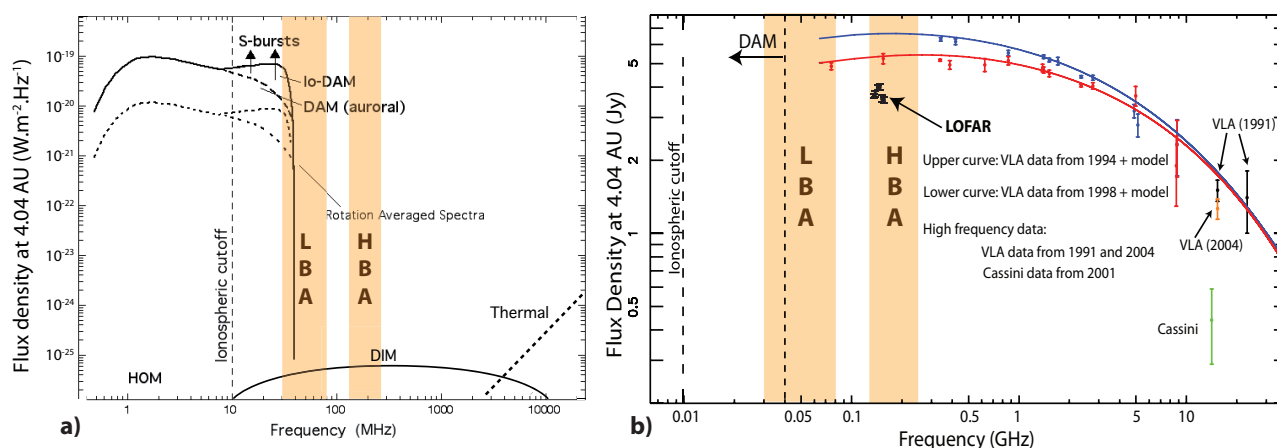 Flux density at 4.04 AU (W.m⁻².Hz⁻¹)
10⁻¹⁹
10⁻²⁰
10⁻²¹
10⁻²²
10⁻²³
10⁻²⁴
10⁻²⁵
S-bursts
Io-DAM
DAM (auroral)
Rotation Averaged Spectra
Ionospheric cutoff
L
B
A
H
B
A
Thermal
HOM
DIM
1
10
100
1000
10000
Frequency (MHz)
a)
Flux Density at 4.04 AU (Jy)
5
2
1
0.5
DAM
Ionospheric cutoff
LOFAR
L
B
A
H
B
A
VLA (1991)
Upper curve: VLA data from 1994 + model
Lower curve: VLA data from 1998 + model
High frequency data:
VLA data from 1991 and 2004
Cassini data from 2001
VLA (2004)
Cassini
0.01
0.05
0.1
0.5
1
5
10
Frequency (GHz)
b)